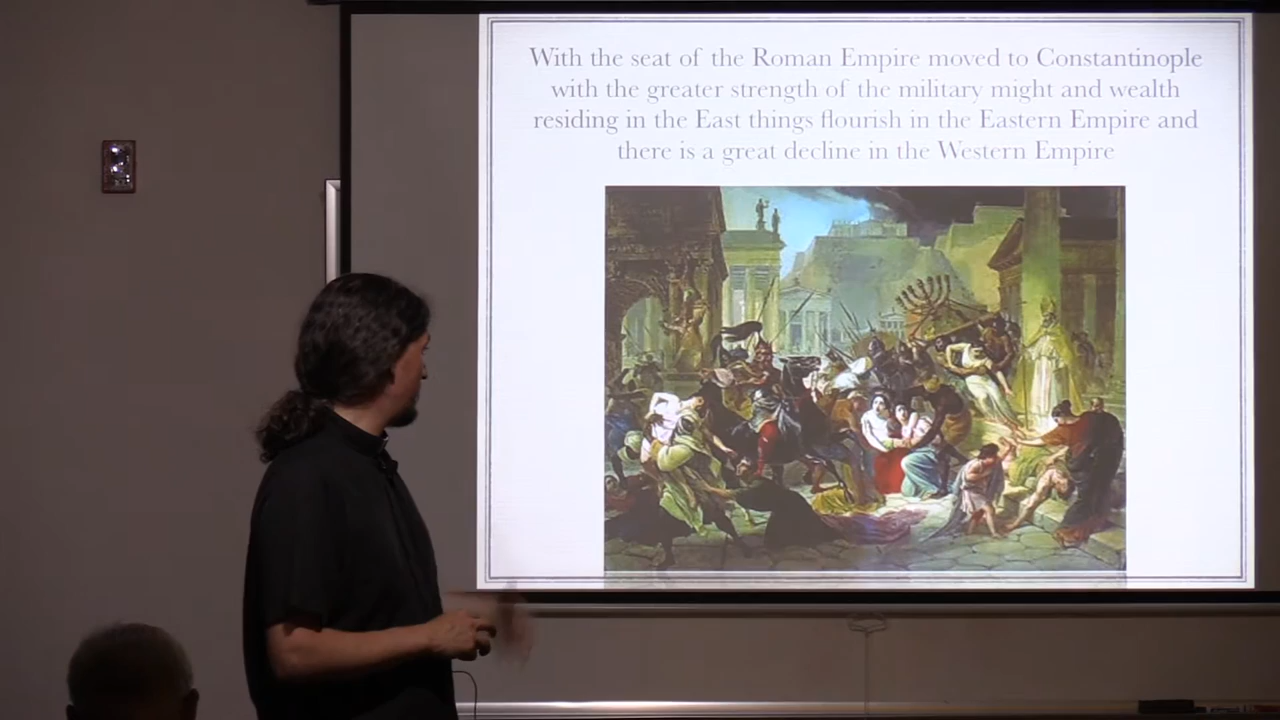 With the seat of the Roman Empire moved to Constantinople
with the greater strength of the military might and wealth
residing in the East things flourish in the Eastern Empire and
there is a great decline in the Western Empire